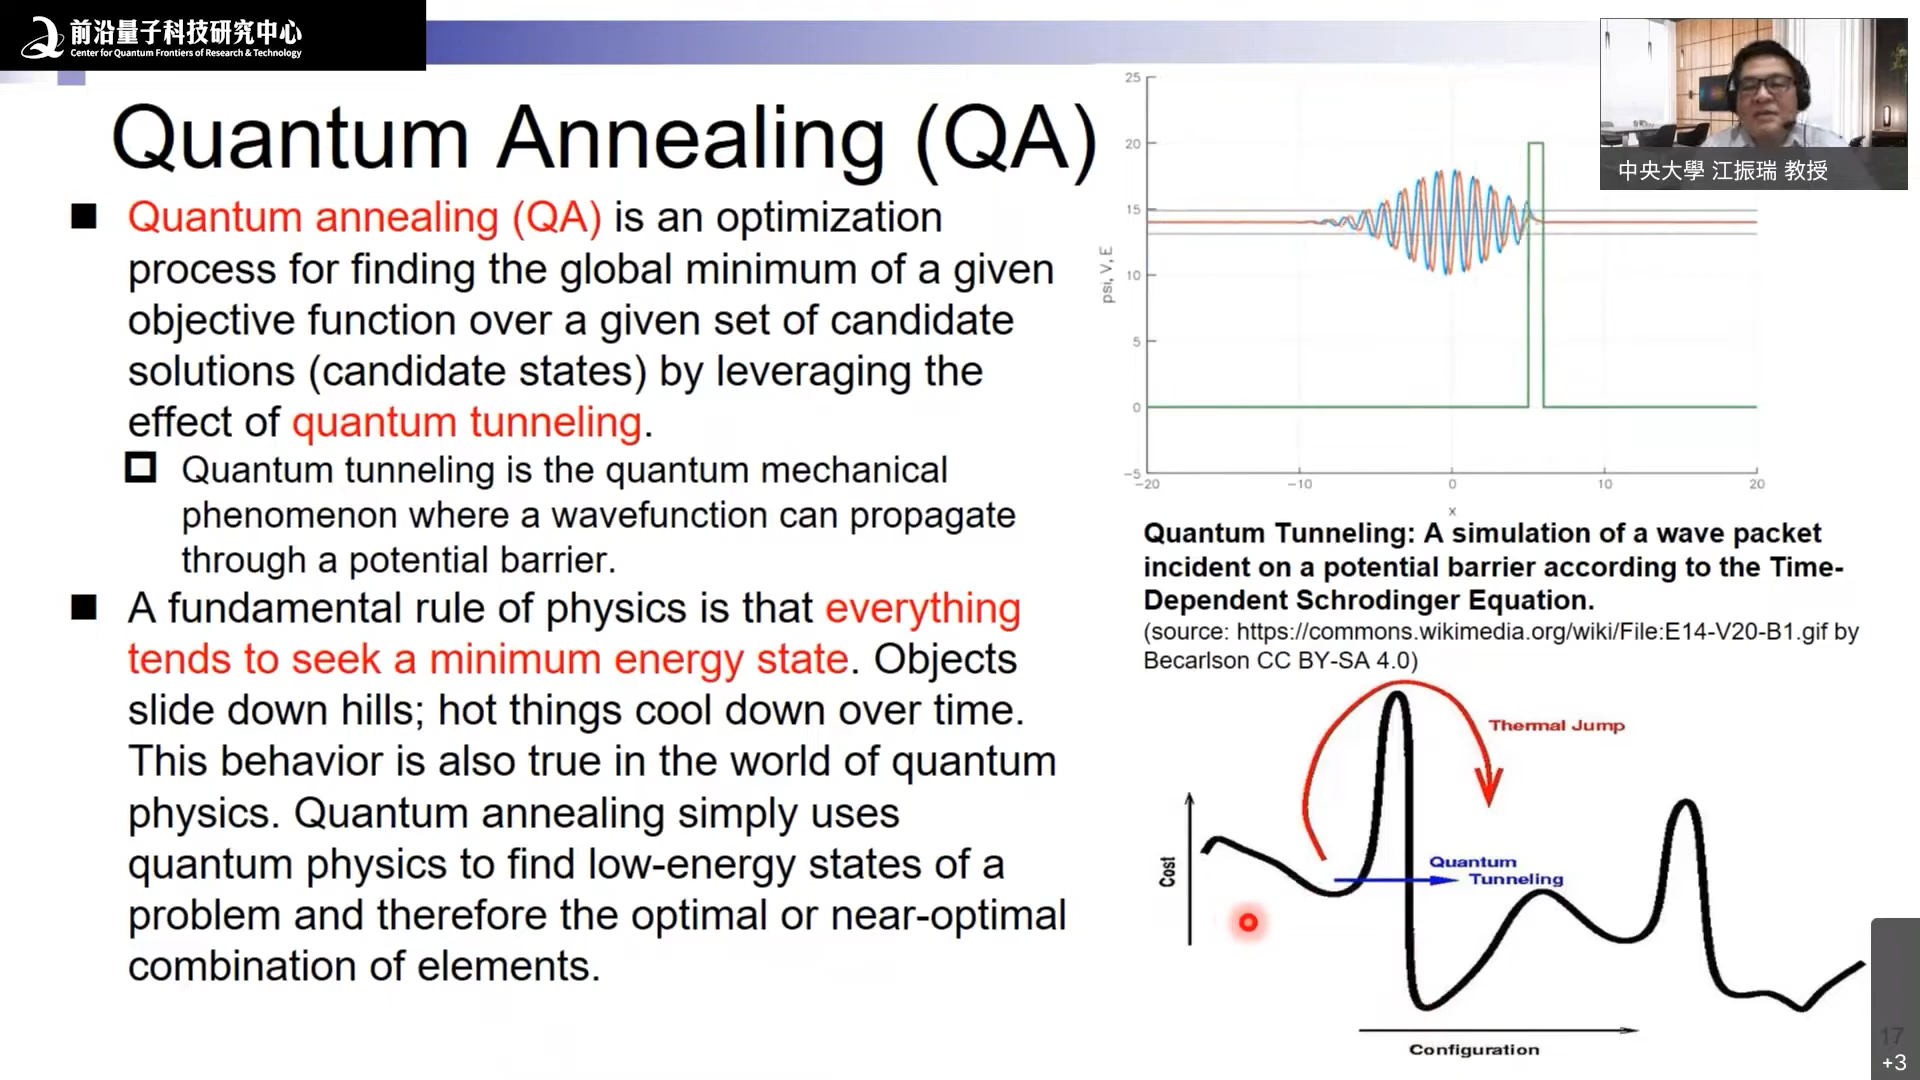 前沿量子科技研究中心
Center for Quantum Frontiers of Research & Technology
Quantum Annealing (QA)
Quantum annealing (QA) is an optimization
process for finding the global minimum of a given
objective function over a given set of candidate
solutions (candidate states) by leveraging the
effect of quantum tunneling.
Quantum tunneling is the quantum mechanical
phenomenon where a wavefunction can propagate
through a potential barrier.
A fundamental rule of physics is that everything
tends to seek a minimum energy state. Objects
slide down hills; hot things cool down over time.
This behavior is also true in the world of quantum
physics. Quantum annealing simply uses
quantum physics to find low-energy states of a
problem and therefore the optimal or near-optimal
combination of elements.
25
20
15
10
5
0
-5
psi, V, E
-20 -10 0 10 20
x
Quantum Tunneling: A simulation of a wave packet
incident on a potential barrier according to the Time-
Dependent Schrodinger Equation.
(source: https://commons.wikimedia.org/wiki/File:E14-V20-B1.gif by
Becarlson CC BY-SA 4.0)
Thermal Jump
Cost
Quantum
Tunneling
Configuration
中央大學 江振瑞 教授
17
+3